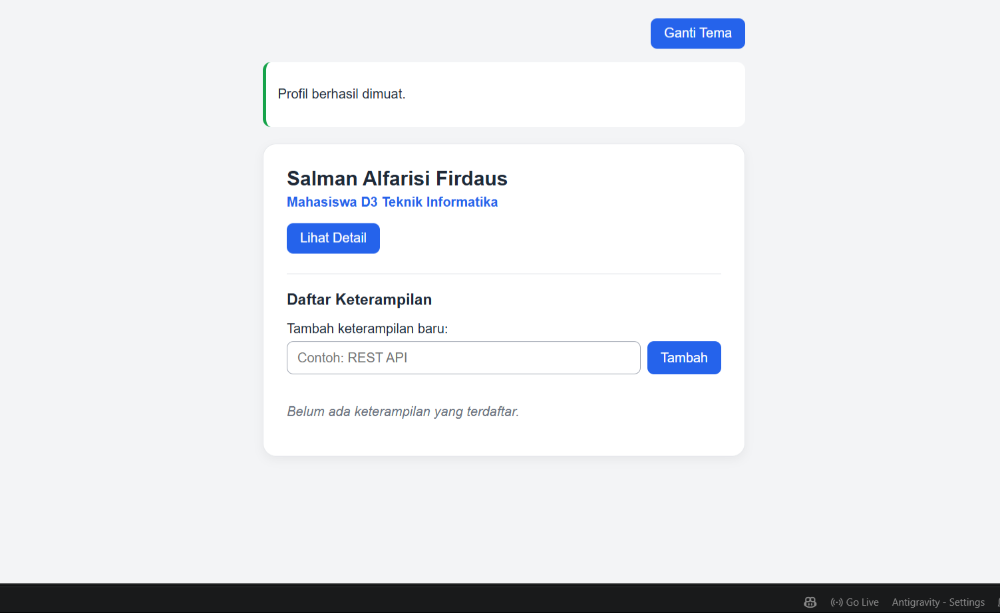 Ganti Tema
Profil berhasil dimuat.
Salman Alfarisi Firdaus
Mahasiswa D3 Teknik Informatika
Lihat Detail
Daftar Keterampilan
Tambah keterampilan baru:
Contoh: REST API
Tambah
Belum ada keterampilan yang terdaftar.
Go Live
Antigravity - Settings